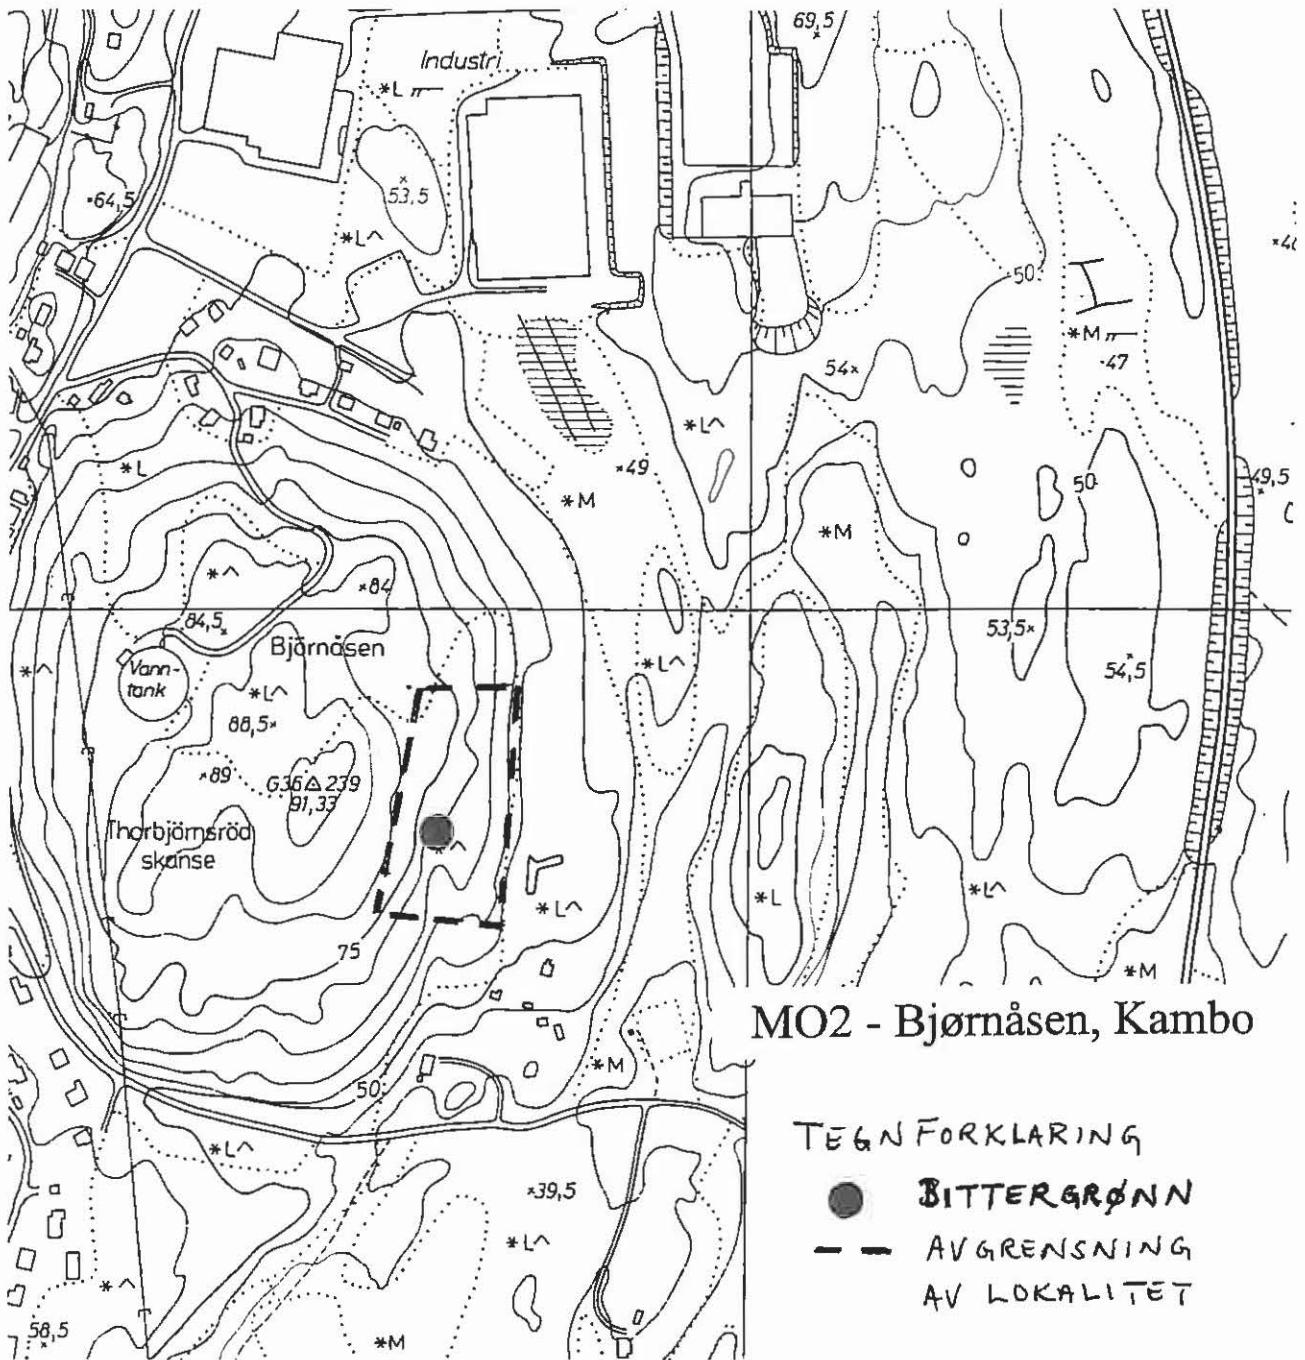 69,5
Industri
*L
53,5
64,5
*L^
50
*M
47
54
*L^
49
*L
*M
50
49,5
*M
*^
84
84,5
53,5
Bjørnåsen
*L^
54,5
*^
Vann-
tank
*L^
88,5
89
G36△239
91,33
Thorbjørnsrød
skanse
*^
*L
*L^
*L^
75
*M
MO2 - Bjørnåsen, Kambo
*M
50
TEGNFORKLARING
*L^
39,5
BITTERGRØNN
*L^
AVGRENSNING
*^
AV LOKALITET
58,5
*M